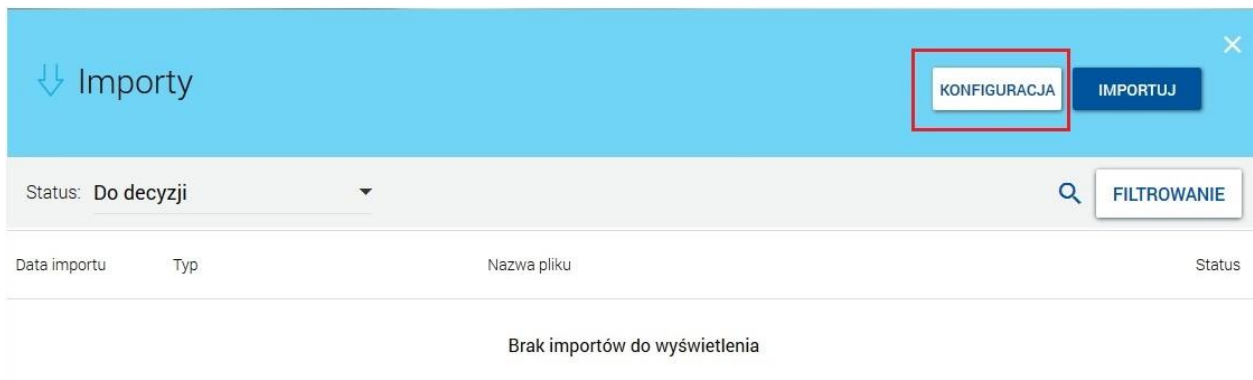 Importy
KONFIGURACJA
IMPORTUJ
Status: Do decyzji
FILTROWANIE
Data importu Typ Nazwa pliku Status
Brak importów do wyświetlenia